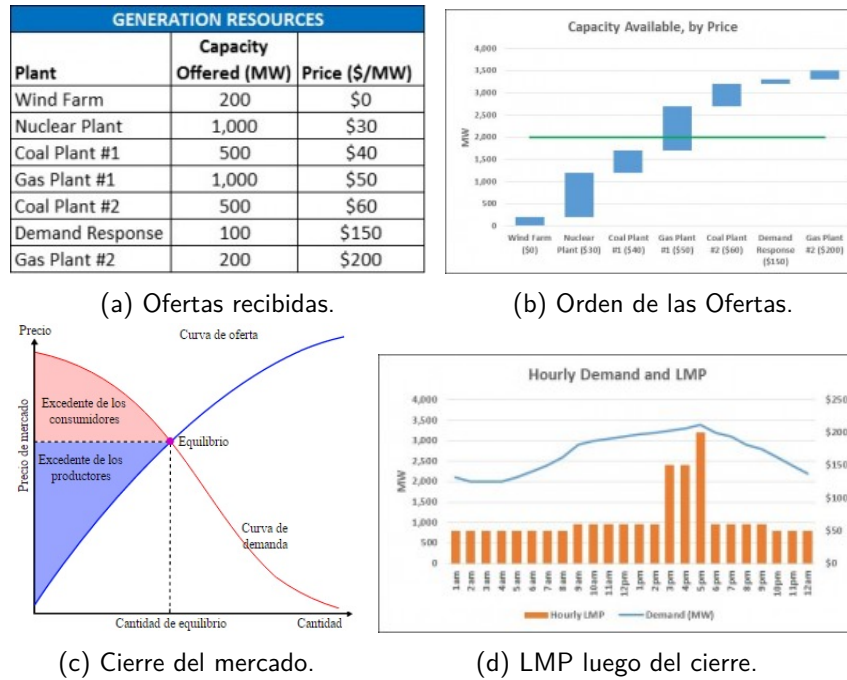 GENERATION RESOURCES
Plant Capacity Offered (MW) Price ($/MW)
Wind Farm 200 $0
Nuclear Plant 1,000 $30
Coal Plant #1 500 $40
Gas Plant #1 1,000 $50
Coal Plant #2 500 $60
Demand Response 100 $150
Gas Plant #2 200 $200
(a) Ofertas recibidas.
Capacity Available, by Price
4,000
3,500
3,000
2,500
2,000
1,500
1,000
500
0
MW
Wind Farm ($0)
Nuclear Plant ($30)
Coal Plant #1 ($40)
Gas Plant #1 ($50)
Coal Plant #2 ($60)
Demand Response ($150)
Gas Plant #2 ($200)
(b) Orden de las Ofertas.
Precio
Curva de oferta
Excedente de los
consumidores
Precio de mercado
Equilibrio
Excedente de los
productores
Curva de
demanda
Cantidad de equilibrio
Cantidad
(c) Cierre del mercado.
Hourly Demand and LMP
4,000
3,500
3,000
2,500
2,000
1,500
1,000
500
0
MW
$250
$200
$150
$100
$50
$0
1am 2am 3am 4am 5am 6am 7am 8am 9am 10am 11am 12pm 1pm 2pm 3pm 4pm 5pm 6pm 7pm 8pm 9pm 10pm 11pm 12am
Hourly LMP Demand (MW)
(d) LMP luego del cierre.